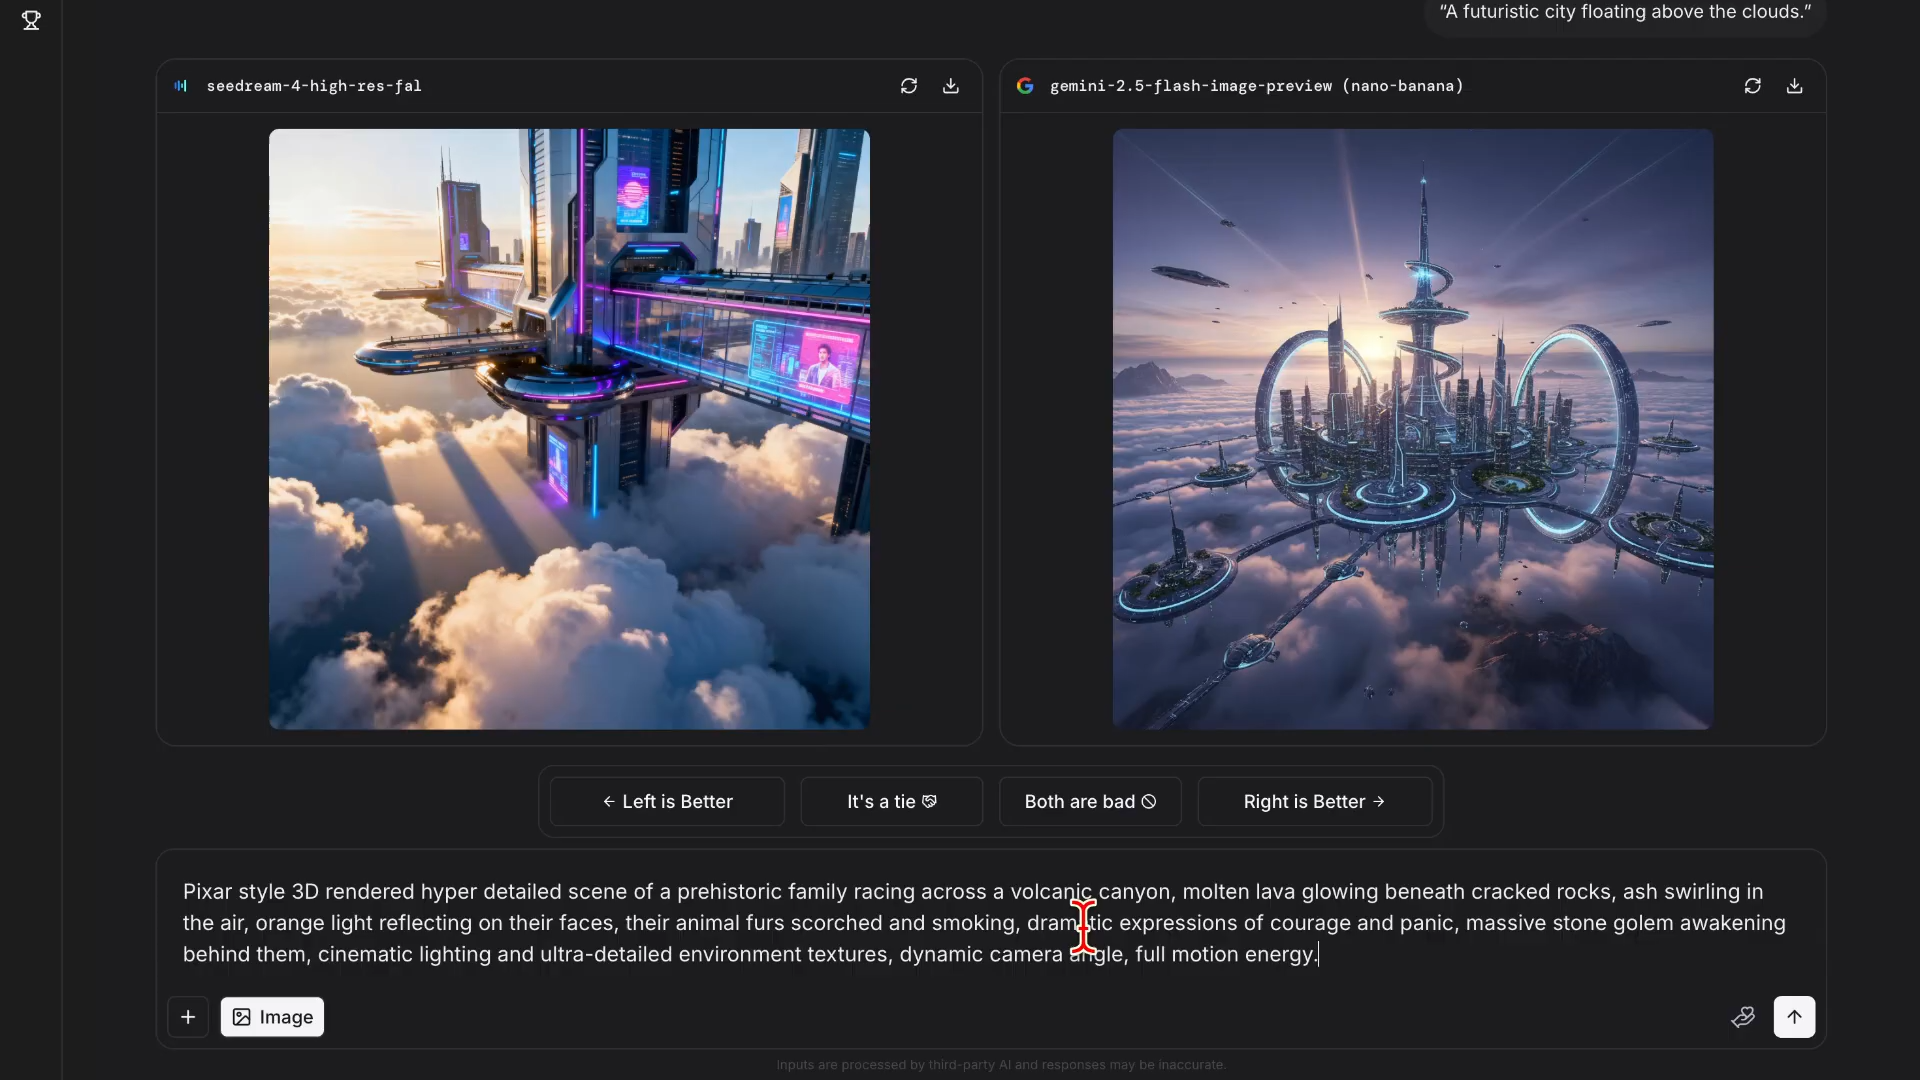 “A futuristic city floating above the clouds.”
seedream-4-high-res-fal
gemini-2.5-flash-image-preview (nano-banana)
← Left is Better
It's a tie
Both are bad
Right is Better →
Pixar style 3D rendered hyper detailed scene of a prehistoric family racing across a volcanic canyon, molten lava glowing beneath cracked rocks, ash swirling in
the air, orange light reflecting on their faces, their animal furs scorched and smoking, dramatic expressions of courage and panic, massive stone golem awakening
behind them, cinematic lighting and ultra-detailed environment textures, dynamic camera angle, full motion energy.
Image
Inputs are processed by third-party AI and responses may be inaccurate.